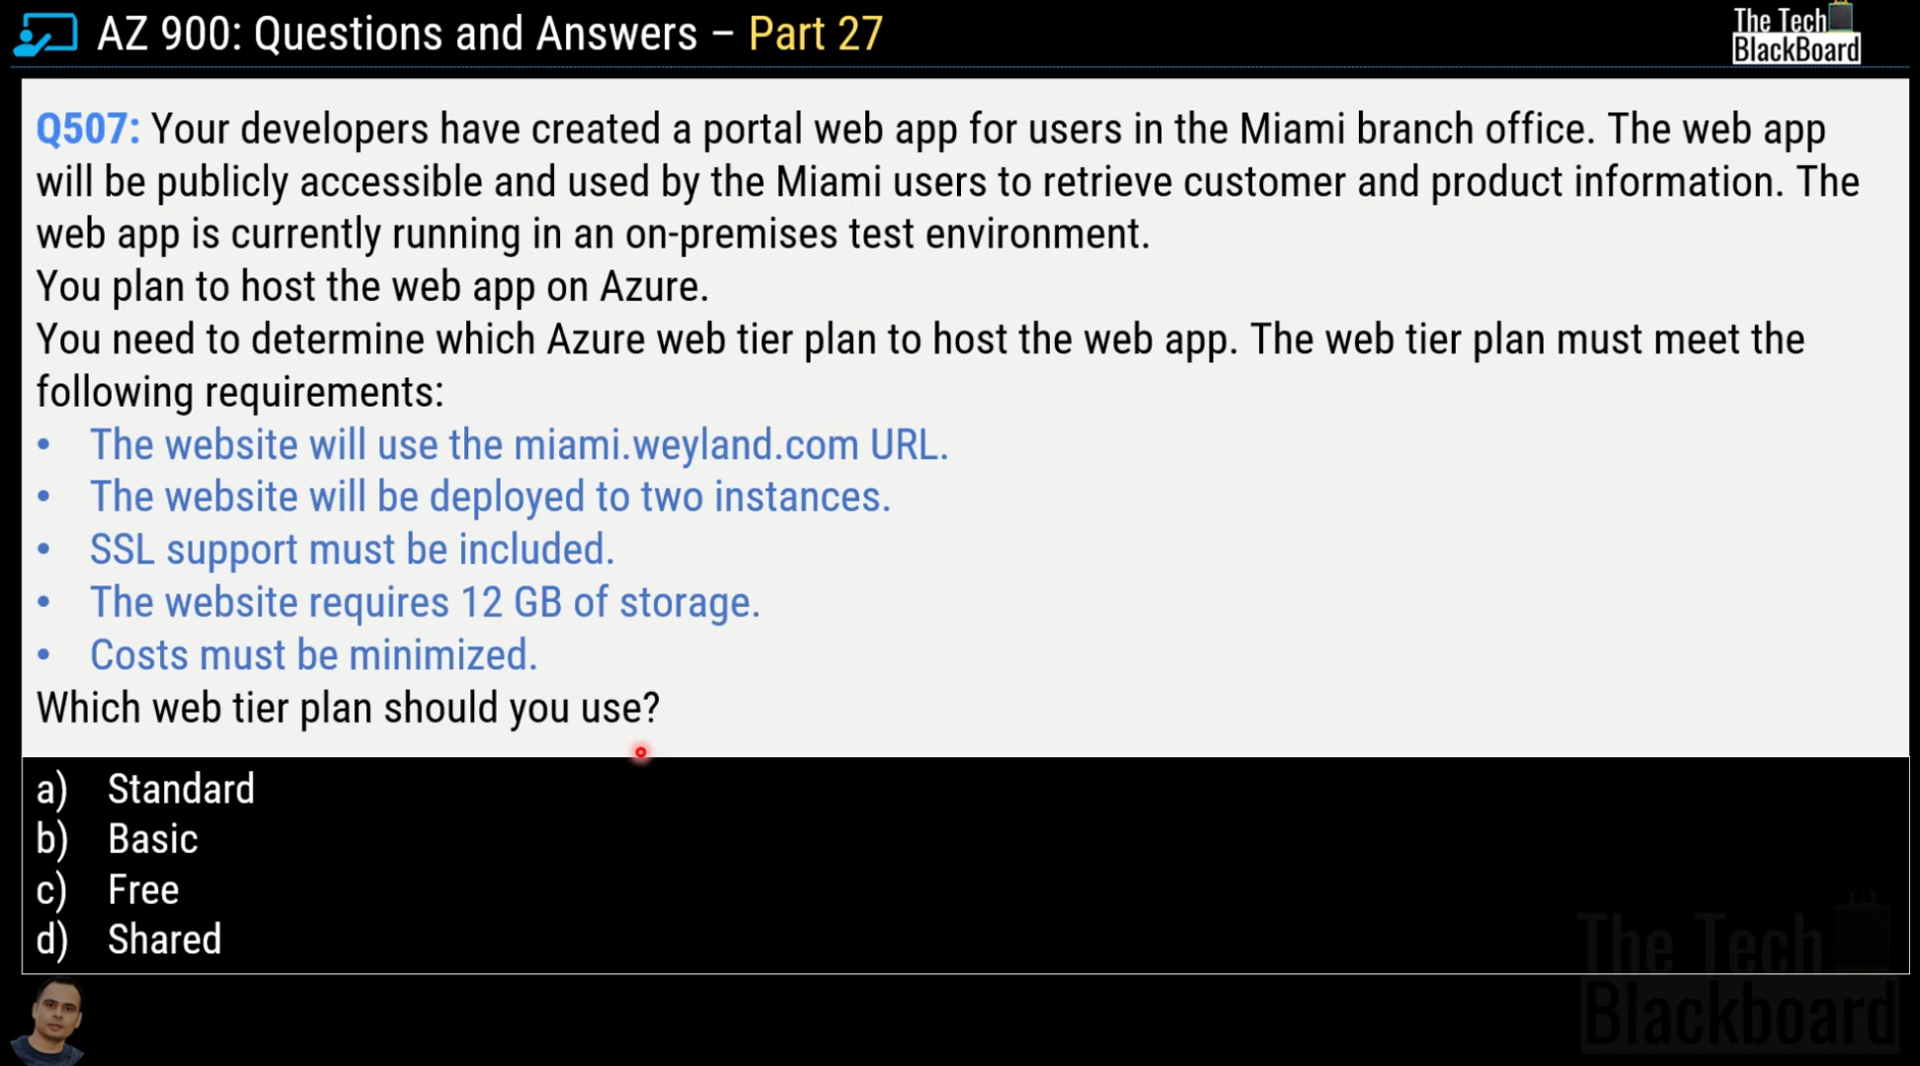 AZ 900: Questions and Answers – Part 27
The Tech
BlackBoard
Q507: Your developers have created a portal web app for users in the Miami branch office. The web app
will be publicly accessible and used by the Miami users to retrieve customer and product information. The
web app is currently running in an on-premises test environment.
You plan to host the web app on Azure.
You need to determine which Azure web tier plan to host the web app. The web tier plan must meet the
following requirements:
• The website will use the miami.weyland.com URL.
• The website will be deployed to two instances.
• SSL support must be included.
• The website requires 12 GB of storage.
• Costs must be minimized.
Which web tier plan should you use?
a) Standard
b) Basic
c) Free
d) Shared
The Tech
Blackboard